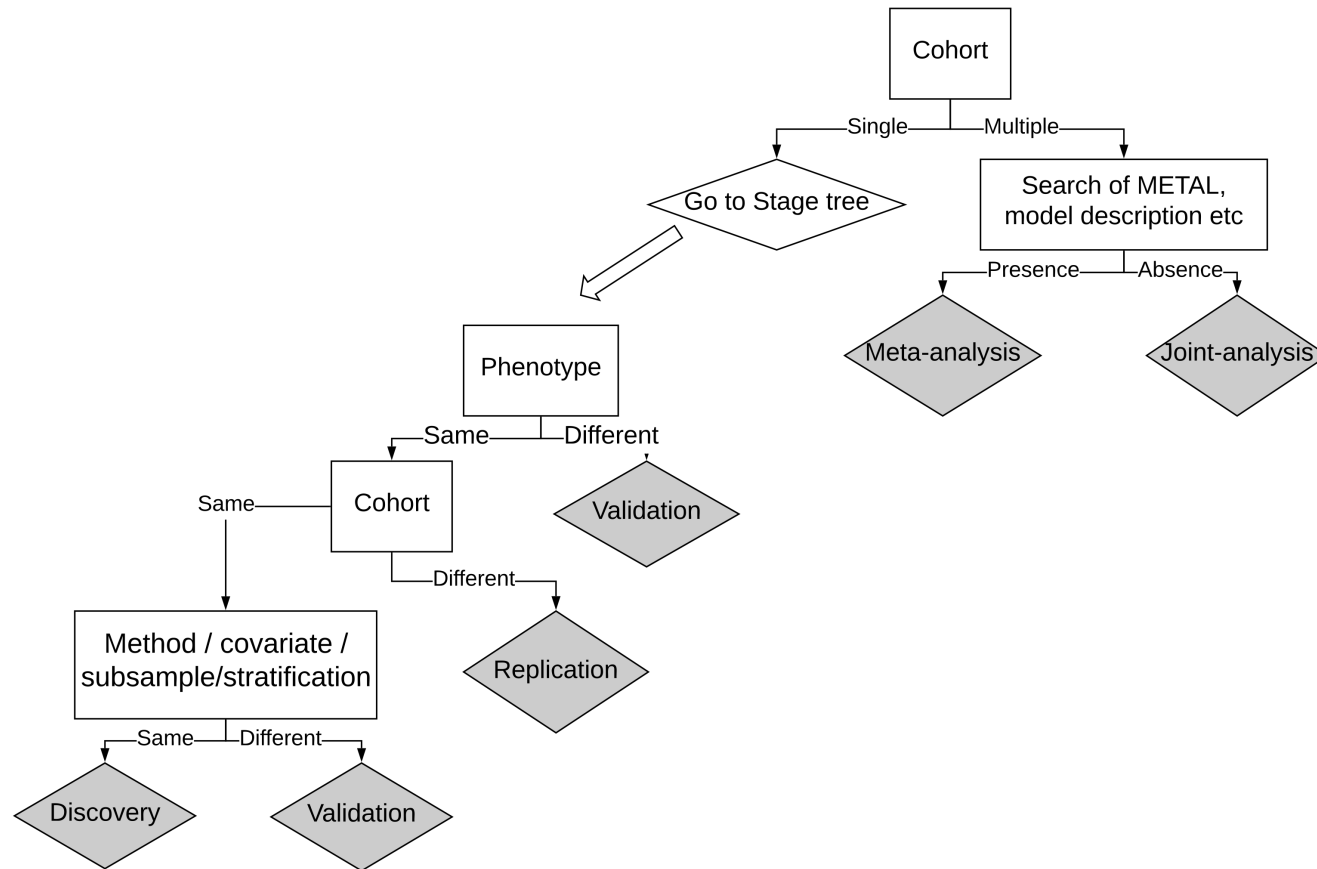 Cohort
Single
Multiple
Go to Stage tree
Search of METAL,
model description etc
Presence
Absence
Meta-analysis
Joint-analysis
Phenotype
Same
Different
Cohort
Validation
Same
Different
Method / covariate /
subsample/stratification
Replication
Same
Different
Discovery
Validation